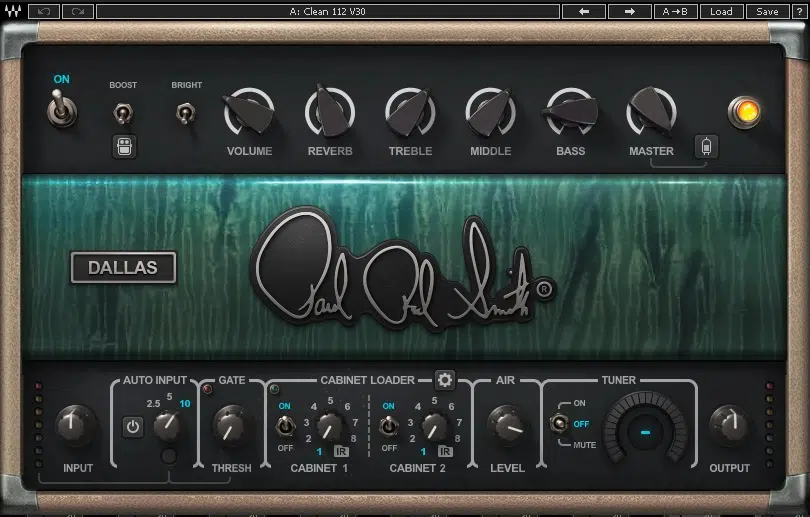 A: Clean 112 V30
A→B
Load
Save
?
ON
BOOST
BRIGHT
VOLUME
REVERB
TREBLE
MIDDLE
BASS
MASTER
DALLAS
Paul Reed Smith ®
AUTO INPUT
GATE
CABINET LOADER
AIR
TUNER
2.5 5 10
ON
OFF
1 2 3 4 5 6 7 8
IR
ON
OFF
1 2 3 4 5 6 7 8
IR
ON
OFF
MUTE
INPUT
THRESH
CABINET 1
CABINET 2
LEVEL
OUTPUT